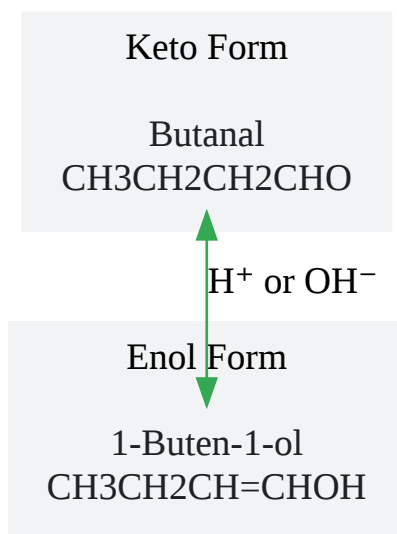 Keto Form
Butanal
CH3CH2CH2CHO
H⁺ or OH⁻
Enol Form
1-Buten-1-ol
CH3CH2CH=CHOH